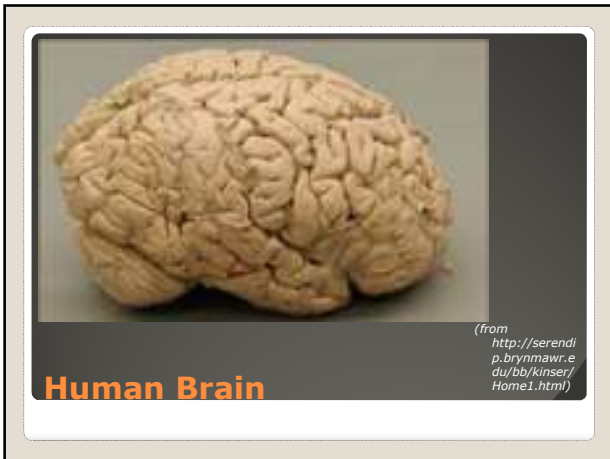 (from
http://serendi
p.brynmawr.e
du/bb/kinser/
Home1.html)
Human Brain